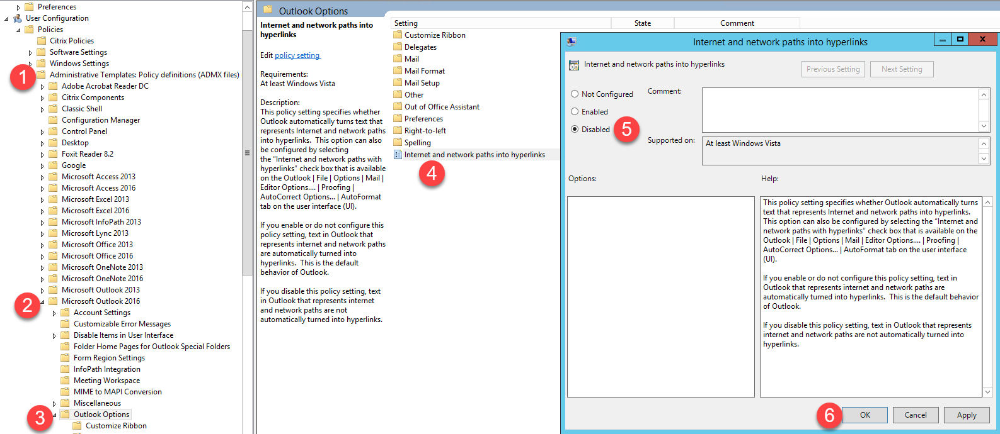 Preferences
User Configuration
Policies
Citrix Policies
Software Settings
Windows Settings
1
Administrative Templates: Policy definitions (ADMX files)
Adobe Acrobat Reader DC
Citrix Components
Classic Shell
Configuration Manager
Control Panel
Desktop
Foxit Reader 8.2
Google
Microsoft Access 2013
Microsoft Access 2016
Microsoft Excel 2013
Microsoft Excel 2016
Microsoft InfoPath 2013
Microsoft Lync 2013
Microsoft Office 2013
Microsoft Office 2016
Microsoft OneNote 2013
Microsoft OneNote 2016
Microsoft Outlook 2013
2
Microsoft Outlook 2016
Account Settings
Customizable Error Messages
Disable Items in User Interface
Folder Home Pages for Outlook Special Folders
Form Region Settings
InfoPath Integration
Meeting Workspace
MIME to MAPI Conversion
Miscellaneous
3
Outlook Options
Customize Ribbon
Outlook Options
Internet and network paths into
hyperlinks
Edit policy setting
Requirements:
At least Windows Vista
Description:
This policy setting specifies whether
Outlook automatically turns text that
represents Internet and network paths
into hyperlinks.  This option can also
be configured by selecting
the “Internet and network paths with
hyperlinks” check box that is available
on the Outlook | File | Options | Mail |
Editor Options.... | Proofing |
AutoCorrect Options... | AutoFormat
tab on the user interface (UI).
If you enable or do not configure this
policy setting, text in Outlook that
represents internet and network paths
are automatically turned into
hyperlinks.  This is the default
behavior of Outlook.
If you disable this policy setting, text
in Outlook that represents internet
and network paths are not
automatically turned into hyperlinks.
Setting
State
Comment
Customize Ribbon
Delegates
Mail
Mail Format
Mail Setup
Other
Out of Office Assistant
Preferences
Right-to-left
Spelling
Internet and network paths into hyperlinks
4
Internet and network paths into hyperlinks
Internet and network paths into hyperlinks
Previous Setting
Next Setting
Not Configured
Enabled
Disabled
5
Comment:
Supported on:
At least Windows Vista
Options:
Help:
This policy setting specifies whether Outlook automatically turns
text that represents Internet and network paths into hyperlinks.
This option can also be configured by selecting the “Internet and
network paths with hyperlinks” check box that is available on the
Outlook | File | Options | Mail | Editor Options.... | Proofing |
AutoCorrect Options... | AutoFormat tab on the user interface
(UI).
If you enable or do not configure this policy setting, text in
Outlook that represents internet and network paths are
automatically turned into hyperlinks.  This is the default behavior
of Outlook.
If you disable this policy setting, text in Outlook that represents
internet and network paths are not automatically turned into
hyperlinks.
6
OK
Cancel
Apply